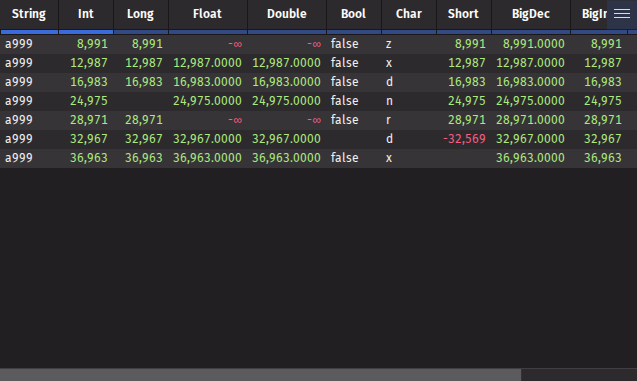 String Int Long Float Double Bool Char Short BigDec BigIn
a999 8,991 8,991 -∞ -∞ false z 8,991 8,991.0000 8,991
a999 12,987 12,987 12,987.0000 12,987.0000 false x 12,987 12,987.0000 12,987
a999 16,983 16,983 16,983.0000 16,983.0000 false d 16,983 16,983.0000 16,983
a999 24,975 24,975.0000 24,975.0000 false n 24,975 24,975.0000 24,975
a999 28,971 28,971 -∞ -∞ false r 28,971 28,971.0000 28,971
a999 32,967 32,967 32,967.0000 32,967.0000 d -32,569 32,967.0000 32,967
a999 36,963 36,963 36,963.0000 36,963.0000 false x 36,963.0000 36,963